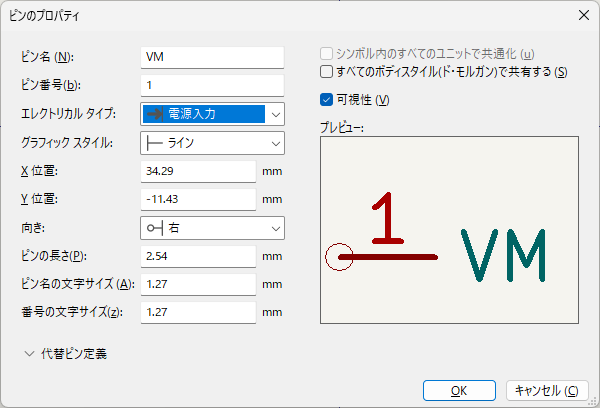 ピンのプロパティ
ピン名 (N): VM
ピン番号(b): 1
エレクトリカル タイプ: 電源入力
グラフィック スタイル: ライン
X 位置: 34.29 mm
Y 位置: -11.43 mm
向き: 右
ピンの長さ(P): 2.54 mm
ピン名の文字サイズ (A): 1.27 mm
番号の文字サイズ(z): 1.27 mm
代替ピン定義
シンボル内のすべてのユニットで共通化 (u)
すべてのボディスタイル(ド・モルガン)で共有する (S)
可視性 (V)
プレビュー:
1
VM
OK
キャンセル (C)